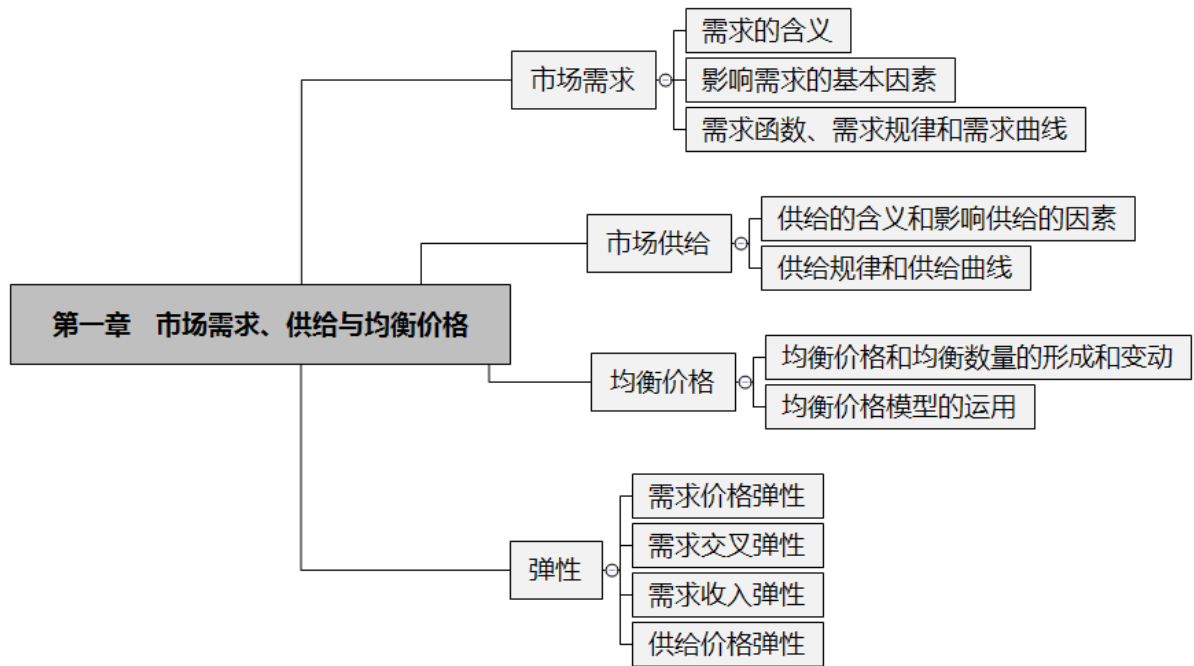 市场需求
需求的含义
影响需求的基本因素
需求函数、需求规律和需求曲线
市场供给
供给的含义和影响供给的因素
供给规律和供给曲线
第一章 市场需求、供给与均衡价格
均衡价格
均衡价格和均衡数量的形成和变动
均衡价格模型的运用
弹性
需求价格弹性
需求交叉弹性
需求收入弹性
供给价格弹性